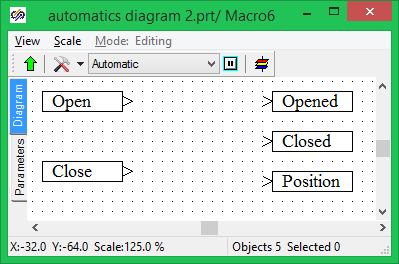 automatics diagram 2.prt/ Macro6
View Scale Mode: Editing
Automatic
Diagram
Parameters
Open
Close
Opened
Closed
Position
X:-32.0 Y:-64.0 Scale:125.0 % Objects 5 Selected 0